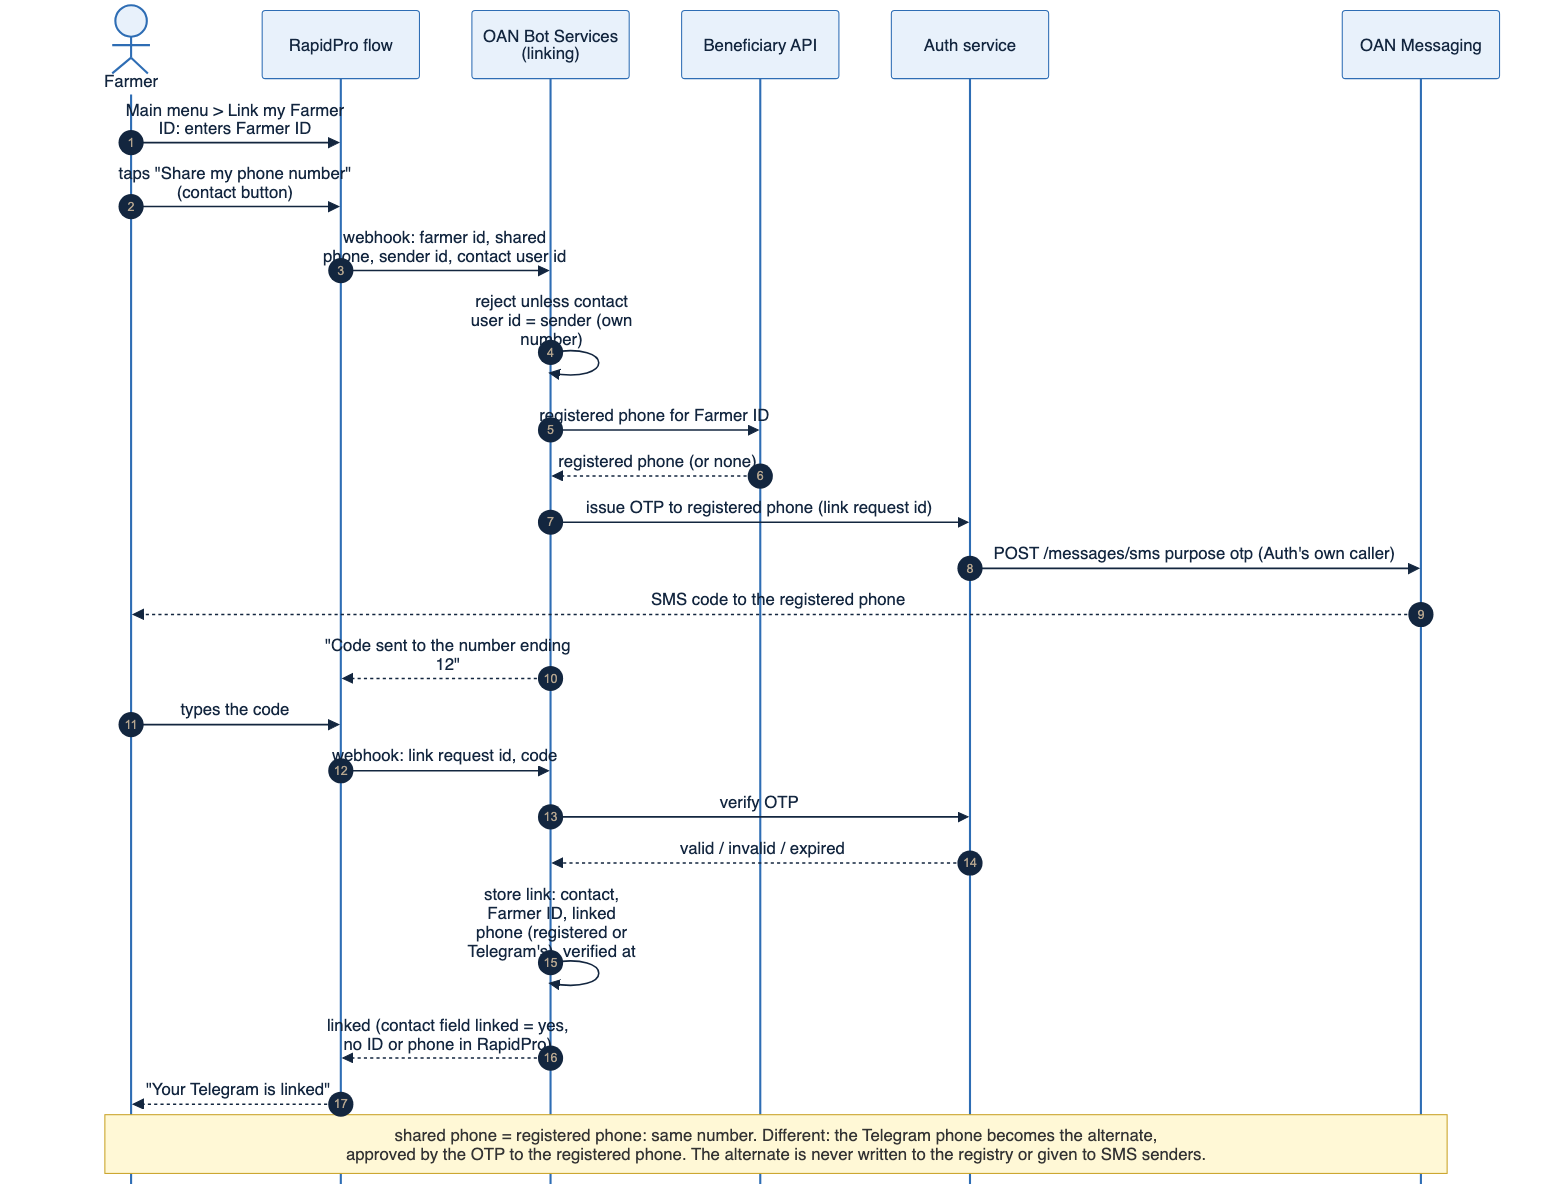 Farmer
RapidPro flow
OAN Bot Services
(linking)
Beneficiary API
Auth service
OAN Messaging
Main menu > Link my Farmer
ID: enters Farmer ID
1
taps "Share my phone number"
(contact button)
2
webhook: farmer id, shared
phone, sender id, contact user id
3
reject unless contact
user id = sender (own
number)
4
registered phone for Farmer ID
5
registered phone (or none)
6
issue OTP to registered phone (link request id)
7
POST /messages/sms purpose otp (Auth's own caller)
8
SMS code to the registered phone
9
"Code sent to the number ending
12"
10
types the code
11
webhook: link request id, code
12
verify OTP
13
valid / invalid / expired
14
store link: contact,
Farmer ID, linked
phone (registered or
Telegram's), verified at
15
linked (contact field linked = yes,
no ID or phone in RapidPro)
16
"Your Telegram is linked"
17
shared phone = registered phone: same number. Different: the Telegram phone becomes the alternate,
approved by the OTP to the registered phone. The alternate is never written to the registry or given to SMS senders.